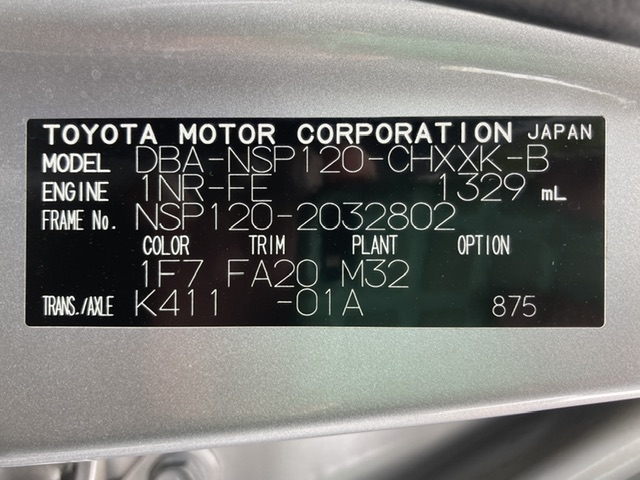 TOYOTA MOTOR CORPORATION JAPAN
MODEL DBA-NSP120-CHXXK-B
ENGINE 1NR-FE 1329 mL
FRAME No. NSP120-2032802
COLOR TRIM PLANT OPTION
1F7 FA20 M32
TRANS./AXLE K411 -01A 875